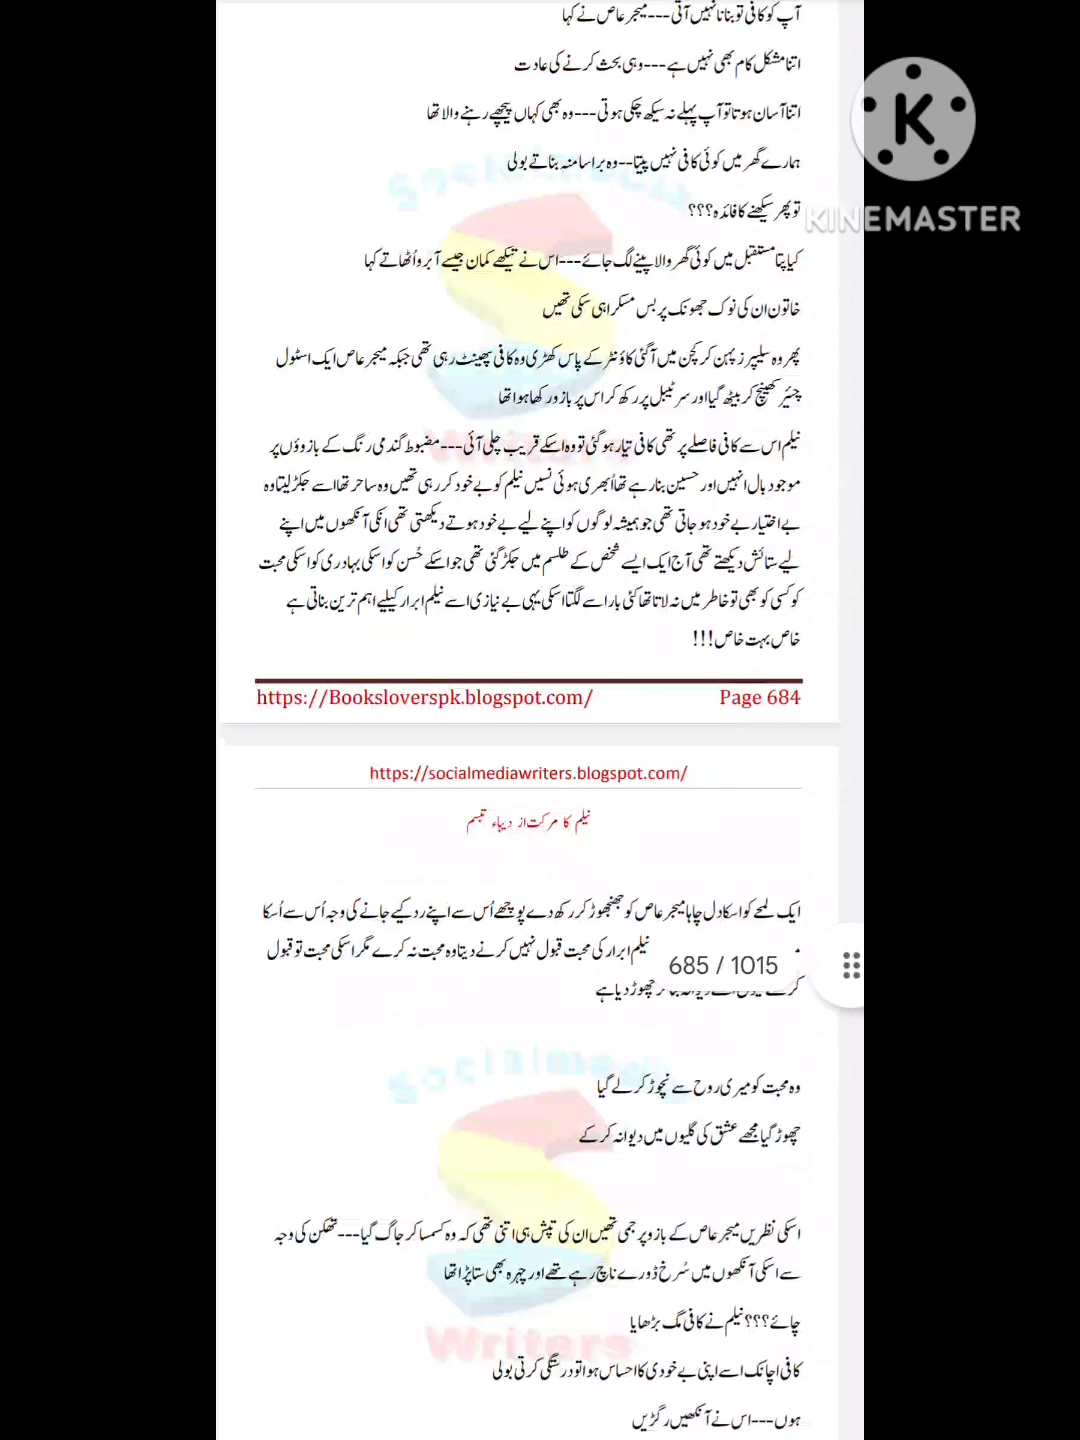 آپ کو کافی تو بنانا نہیں آتی---میجر عاص نے کہا
اتنا مشکل کام بھی نہیں ہے---وہی بحث کرنے کی عادت
اتنا آسان ہوتا تو آپ پہلے نہ سیکھ چکی ہوتی---وہ بھی کہاں پیچھے رہنے والا تھا
ہمارے گھر میں کوئی کافی نہیں پیتا--وہ برا سا منہ بناتے بولی
تو پھر سیکھنے کا فائدہ؟؟؟
KINEMASTER
کیا پتا مستقبل میں کوئی گھر والا پینے لگ جائے---اس نے تیکھے کمان جیسے آبرو اُٹھاتے کہا
خاتون ان کی نوک جھونک پر بس مسکرا ہی سکی تھیں
پھر وہ سلیپرز پہن کر کچن میں آگئی کاؤنٹر کے پاس کھڑی وہ کافی پھینٹ رہی تھی جبکہ میجر عاص ایک اسٹول
چئیر کھینچ کر بیٹھ گیا اور سر ٹیبل پر رکھ کر اس پر بازو رکھا ہوا تھا
نیلم اس سے کافی فاصلے پر تھی کافی تیار ہو گئی تو وہ اسکے قریب چلی آئی---مضبوط گندمی رنگ کے بازوؤں پر
موجود بال انہیں اور حسین بنا رہے تھا اُبھری ہوئی نسیں نیلم کو بے خود کر رہی تھیں وہ ساحر تھا اسے جکڑ لیتا وہ
بے اختیار بے خود ہو جاتی تھی جو ہمیشہ لوگوں کو اپنے لیے بے خود ہوتے دیکھتی تھی انکی آنکھوں میں اپنے
لیے ستائش دیکھتے تھی آج ایک ایسے شخص کے طلسم میں جکڑ گئی تھی جو اسکے حُسن کو اسکی بہادری کو اسکی محبت
کو کسی کو بھی تو خاطر میں نہ لاتا تھا کئی بار اسے لگتا اسکی یہی بے نیازی اسے نیلم ابرار کیلیے اہم ترین بناتی ہے
خاص بہت خاص!!!
https://Booksloverspk.blogspot.com/ Page 684
https://socialmediawriters.blogspot.com/
نیلم کا مرکت از دیباء تبسم
ایک لمحے کو اسکا دل چاہا میجر عاص کو جھنجھوڑ کر رکھ دے پوچھے اُس سے اپنے رد کیے جانے کی وجہ اُس سے اُسکا
نیلم ابرار کی محبت قبول نہیں کرنے دیتا وہ محبت نہ کرے مگر اسکی محبت تو قبول
685 / 1015
چھوڑ دیا ہے
Socialmedia
وہ محبت کو میری روح سے نچوڑ کر لے گیا
چھوڑ گیا مجھے عشق کی گلیوں میں دیوانہ کر کے
اسکی نظریں میجر عاص کے بازو پر جمی تھیں ان کی تپش ہی اتنی تھی کہ وہ کسمسا کر جاگ گیا---تھکن کی وجہ
سے اسکی آنکھوں میں سُرخ ڈورے ناچ رہے تھے اور چہرہ بھی ستا پڑا تھا
چائے؟؟؟ نیلم نے کافی مگ بڑھایا
Writers
کافی اچانک اسے اپنی بے خودی کا احساس ہوا تو درستگی کرتی بولی
ہوں---اس نے آنکھیں رگڑیں